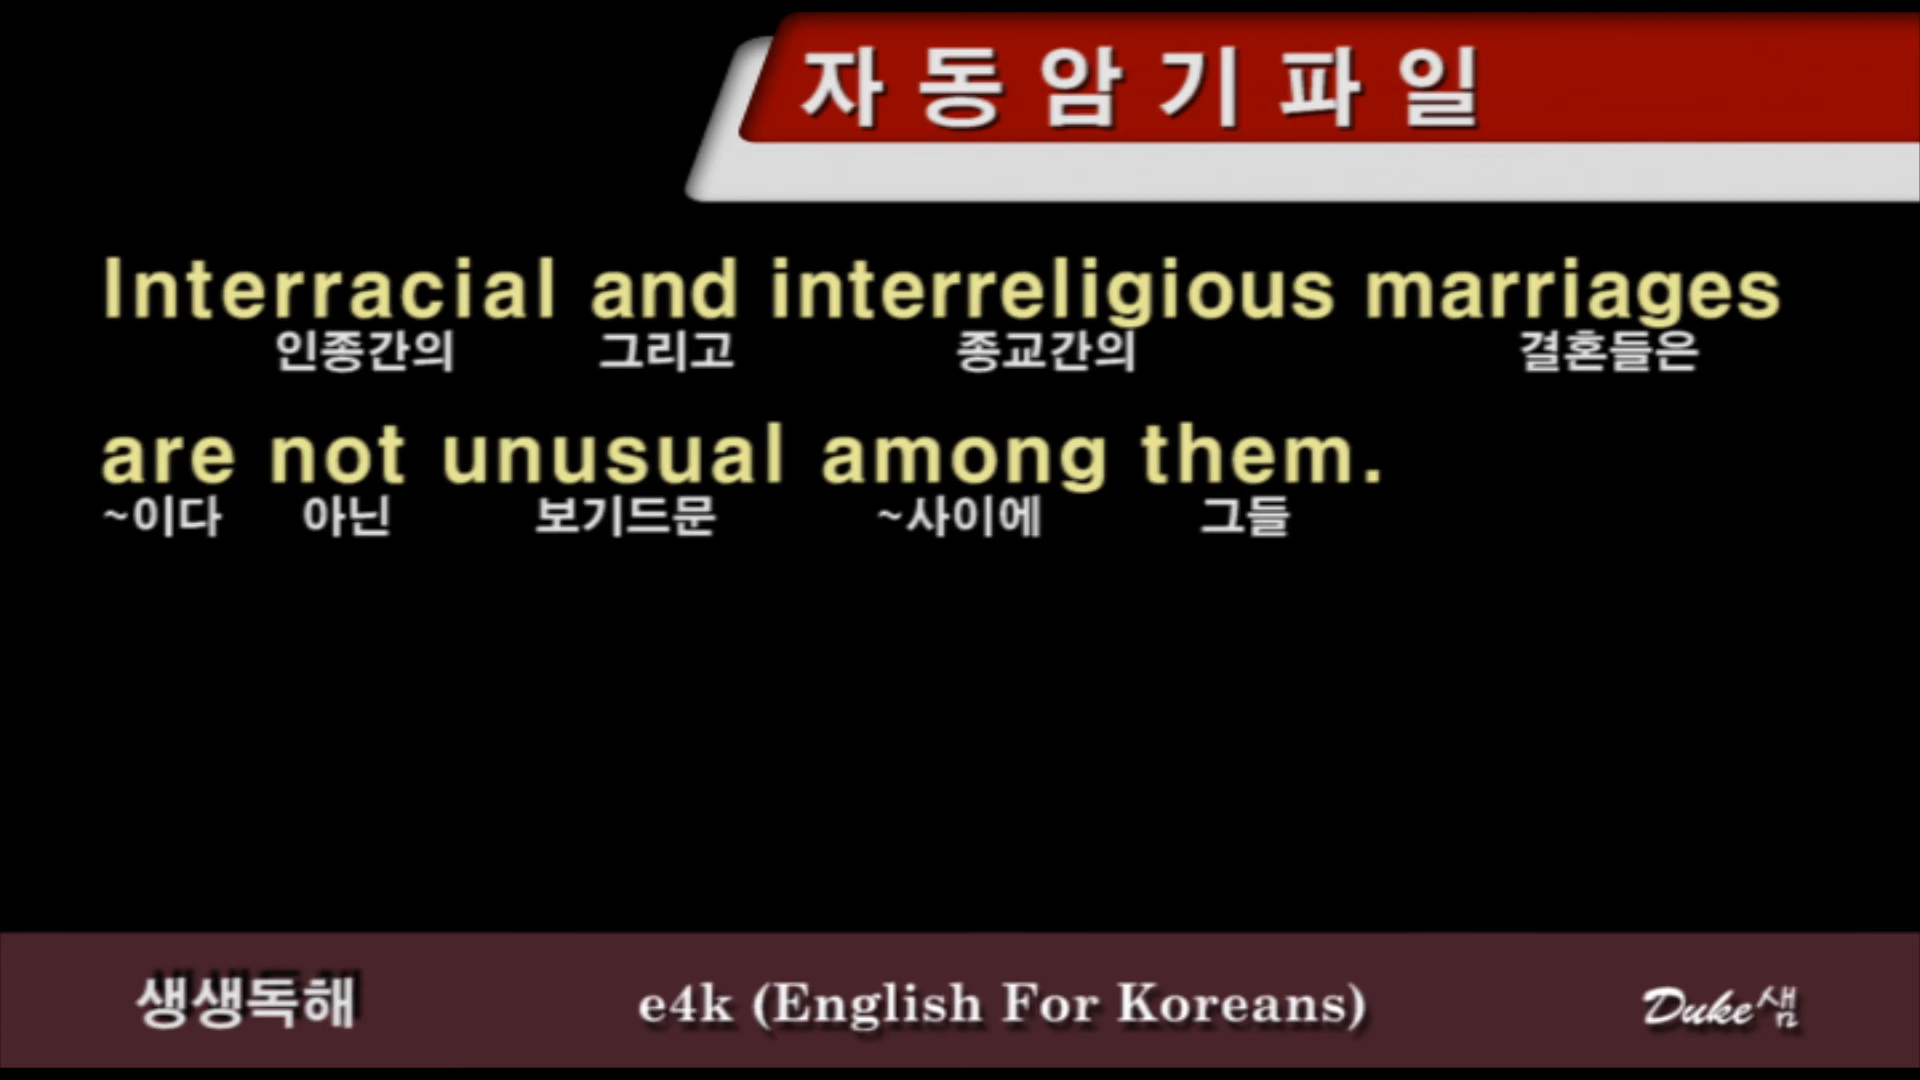 자동암기파일
Interracial and interreligious marriages
인종간의 그리고 종교간의 결혼들은
are not unusual among them.
~이다 아닌 보기드문 ~사이에 그들
생생독해 e4k (English For Koreans) Duke샘